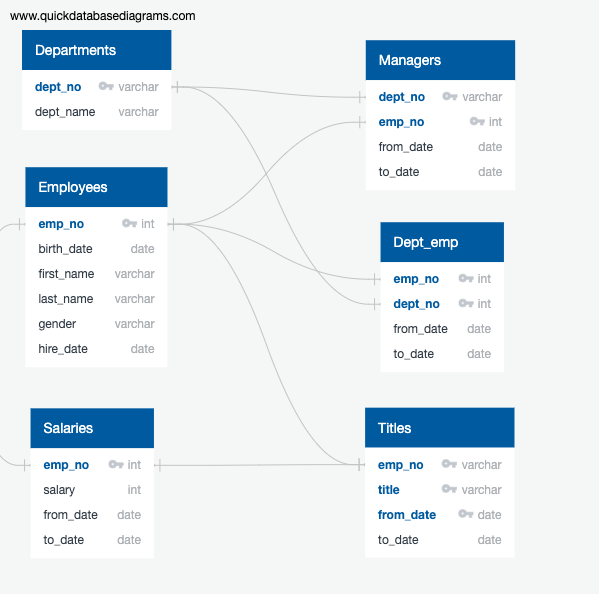 www.quickdatabasediagrams.com
Departments
dept_no varchar
dept_name varchar
Managers
dept_no varchar
emp_no int
from_date date
to_date date
Employees
emp_no int
birth_date date
first_name varchar
last_name varchar
gender varchar
hire_date date
Dept_emp
emp_no int
dept_no int
from_date date
to_date date
Salaries
emp_no int
salary int
from_date date
to_date date
Titles
emp_no varchar
title varchar
from_date date
to_date date